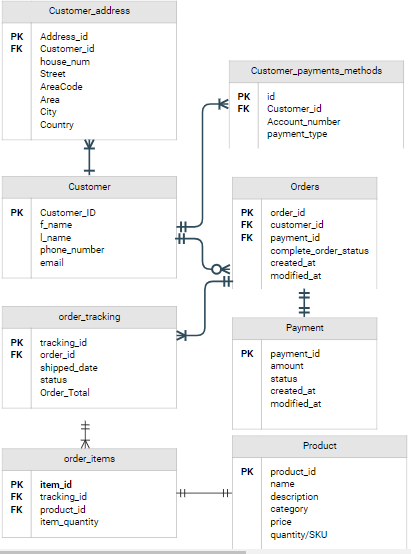 Customer_address
PK Address_id
FK Customer_id
house_num
Street
AreaCode
Area
City
Country
Customer_payments_methods
PK id
FK Customer_id
Account_number
payment_type
Customer
PK Customer_ID
f_name
l_name
phone_number
email
Orders
PK order_id
FK customer_id
FK payment_id
complete_order_status
created_at
modified_at
order_tracking
PK tracking_id
FK order_id
shipped_date
status
Order_Total
Payment
PK payment_id
amount
status
created_at
modified_at
order_items
PK item_id
FK tracking_id
FK product_id
item_quantity
Product
PK product_id
name
description
category
price
quantity/SKU